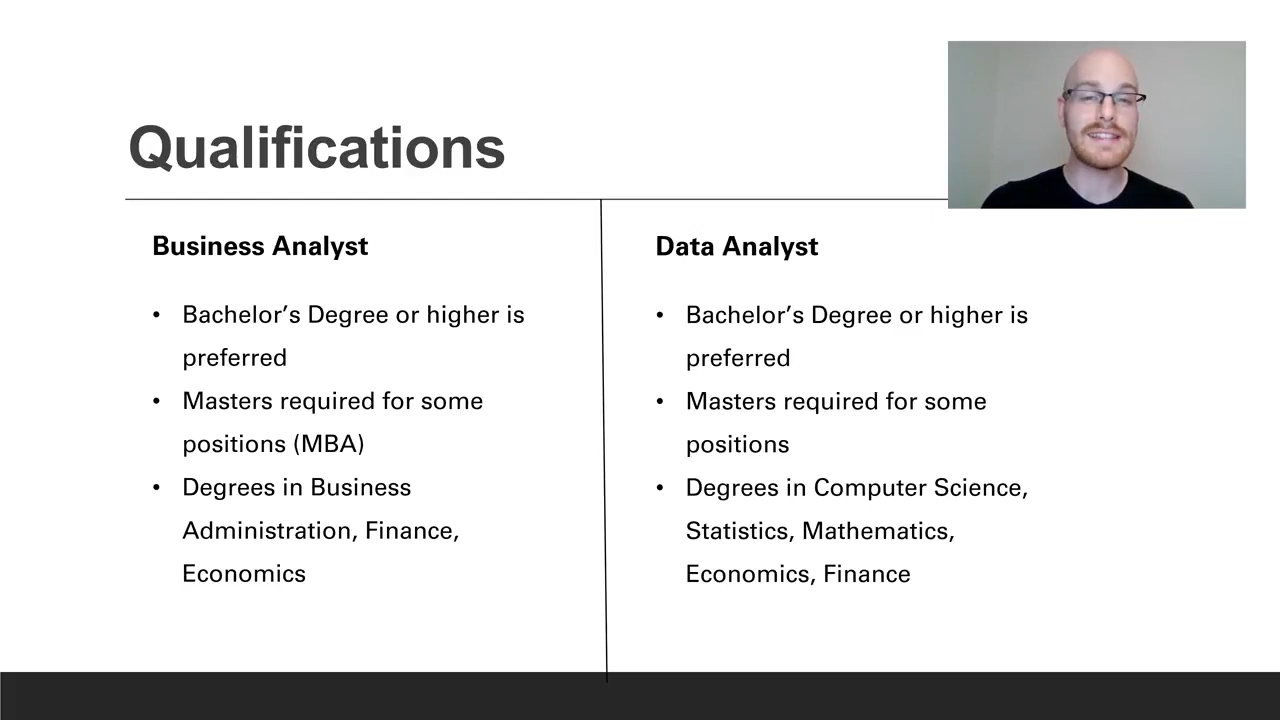 Qualifications
Business Analyst
• Bachelor’s Degree or higher is
preferred
• Masters required for some
positions (MBA)
• Degrees in Business
Administration, Finance,
Economics
Data Analyst
• Bachelor’s Degree or higher is
preferred
• Masters required for some
positions
• Degrees in Computer Science,
Statistics, Mathematics,
Economics, Finance